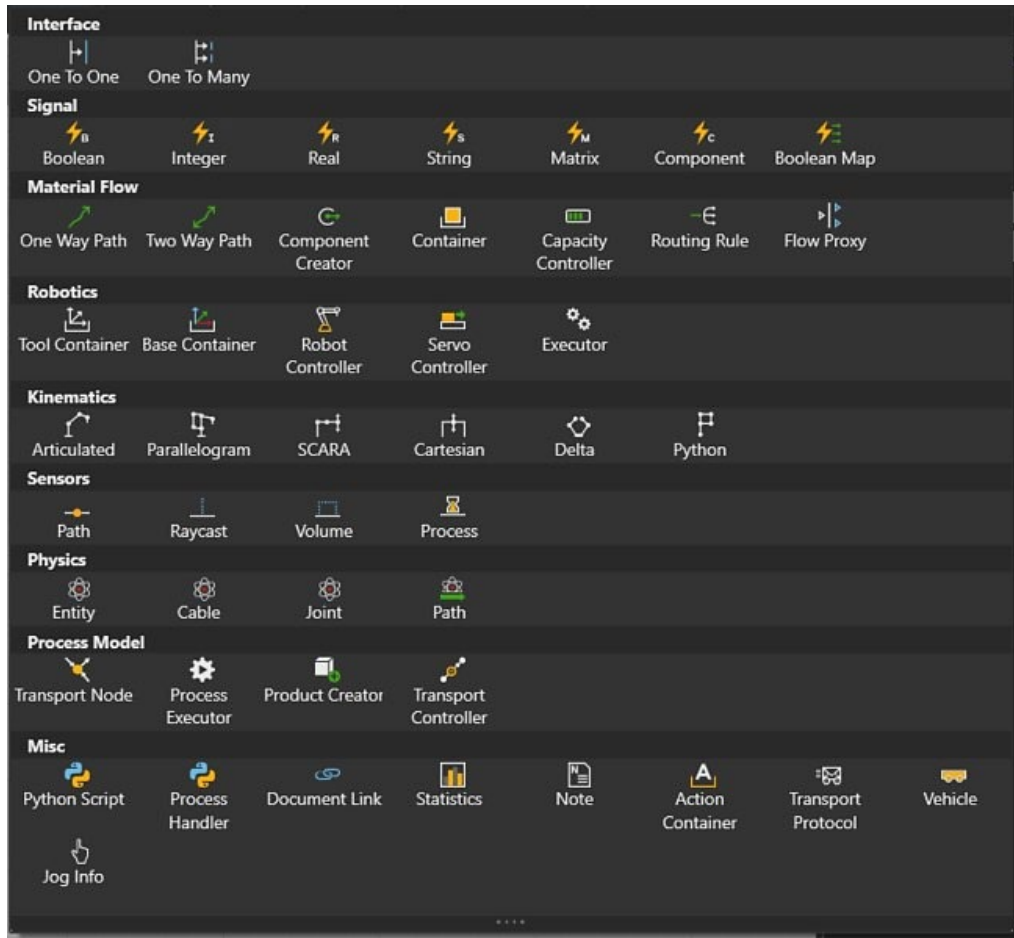 Interface
One To One One To Many
Signal
B I R S M C
Boolean Integer Real String Matrix Component Boolean Map
Material Flow
One Way Path Two Way Path Component Creator Container Capacity Controller Routing Rule Flow Proxy
Robotics
Tool Container Base Container Robot Controller Servo Controller Executor
Kinematics
Articulated Parallelogram SCARA Cartesian Delta Python
Sensors
Path Raycast Volume Process
Physics
Entity Cable Joint Path
Process Model
Transport Node Process Executor Product Creator Transport Controller
Misc
N A
Python Script Process Handler Document Link Statistics Note Action Container Transport Protocol Vehicle
Jog Info